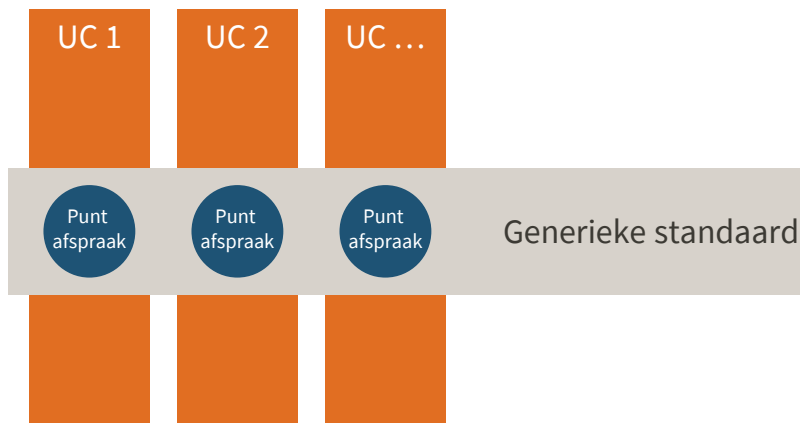 UC 1
UC 2
UC …
Punt
afspraak
Punt
afspraak
Punt
afspraak
Generieke standaard